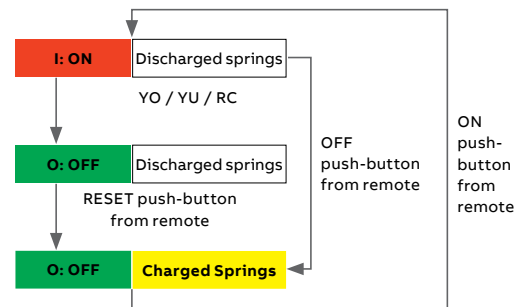 I: ON
Discharged springs
YO / YU / RC
O: OFF
Discharged springs
RESET push-button
from remote
O: OFF
Charged Springs
OFF
push-button
from remote
ON
push-
button
from
remote